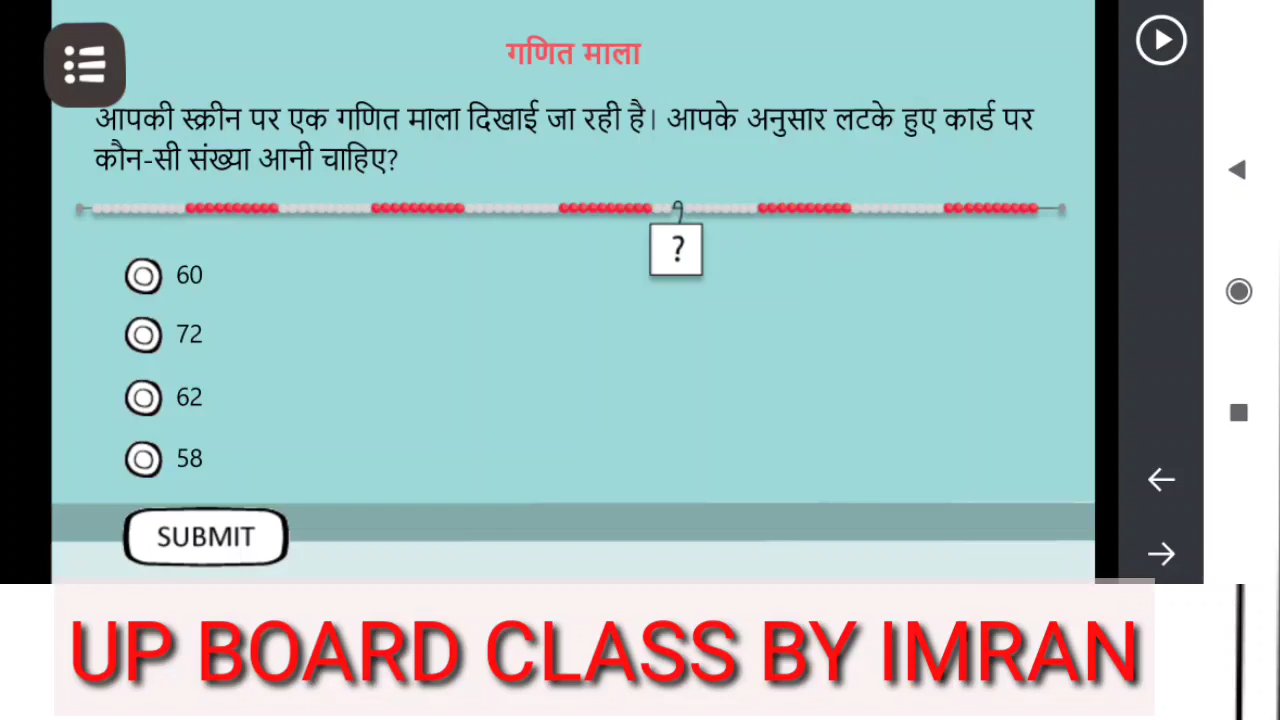 गणित माला
आपकी स्क्रीन पर एक गणित माला दिखाई जा रही है। आपके अनुसार लटके हुए कार्ड पर
कौन-सी संख्या आनी चाहिए?
?
60
72
62
58
SUBMIT
UP BOARD CLASS BY IMRAN